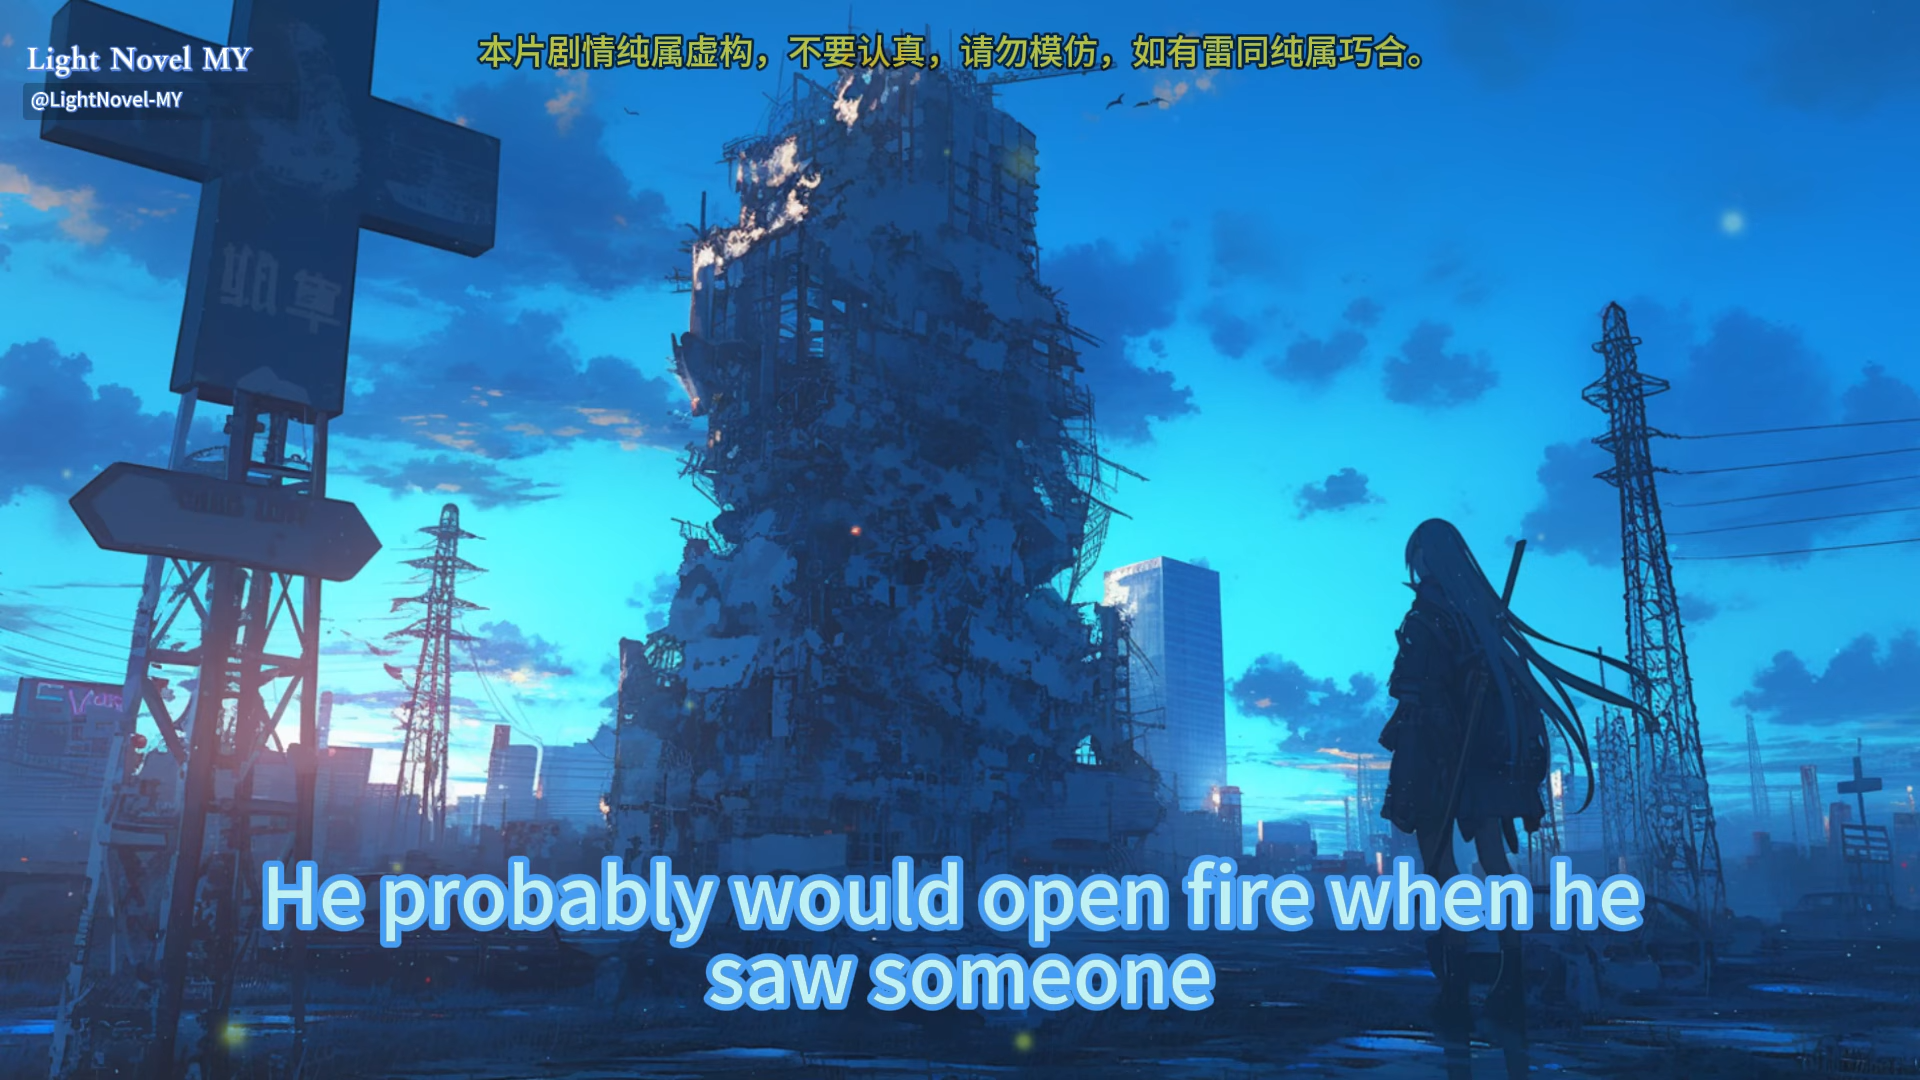 本片剧情纯属虚构，不要认真，请勿模仿，如有雷同纯属巧合。
Light Novel MY
@LightNovel-MY
He probably would open fire when he
saw someone